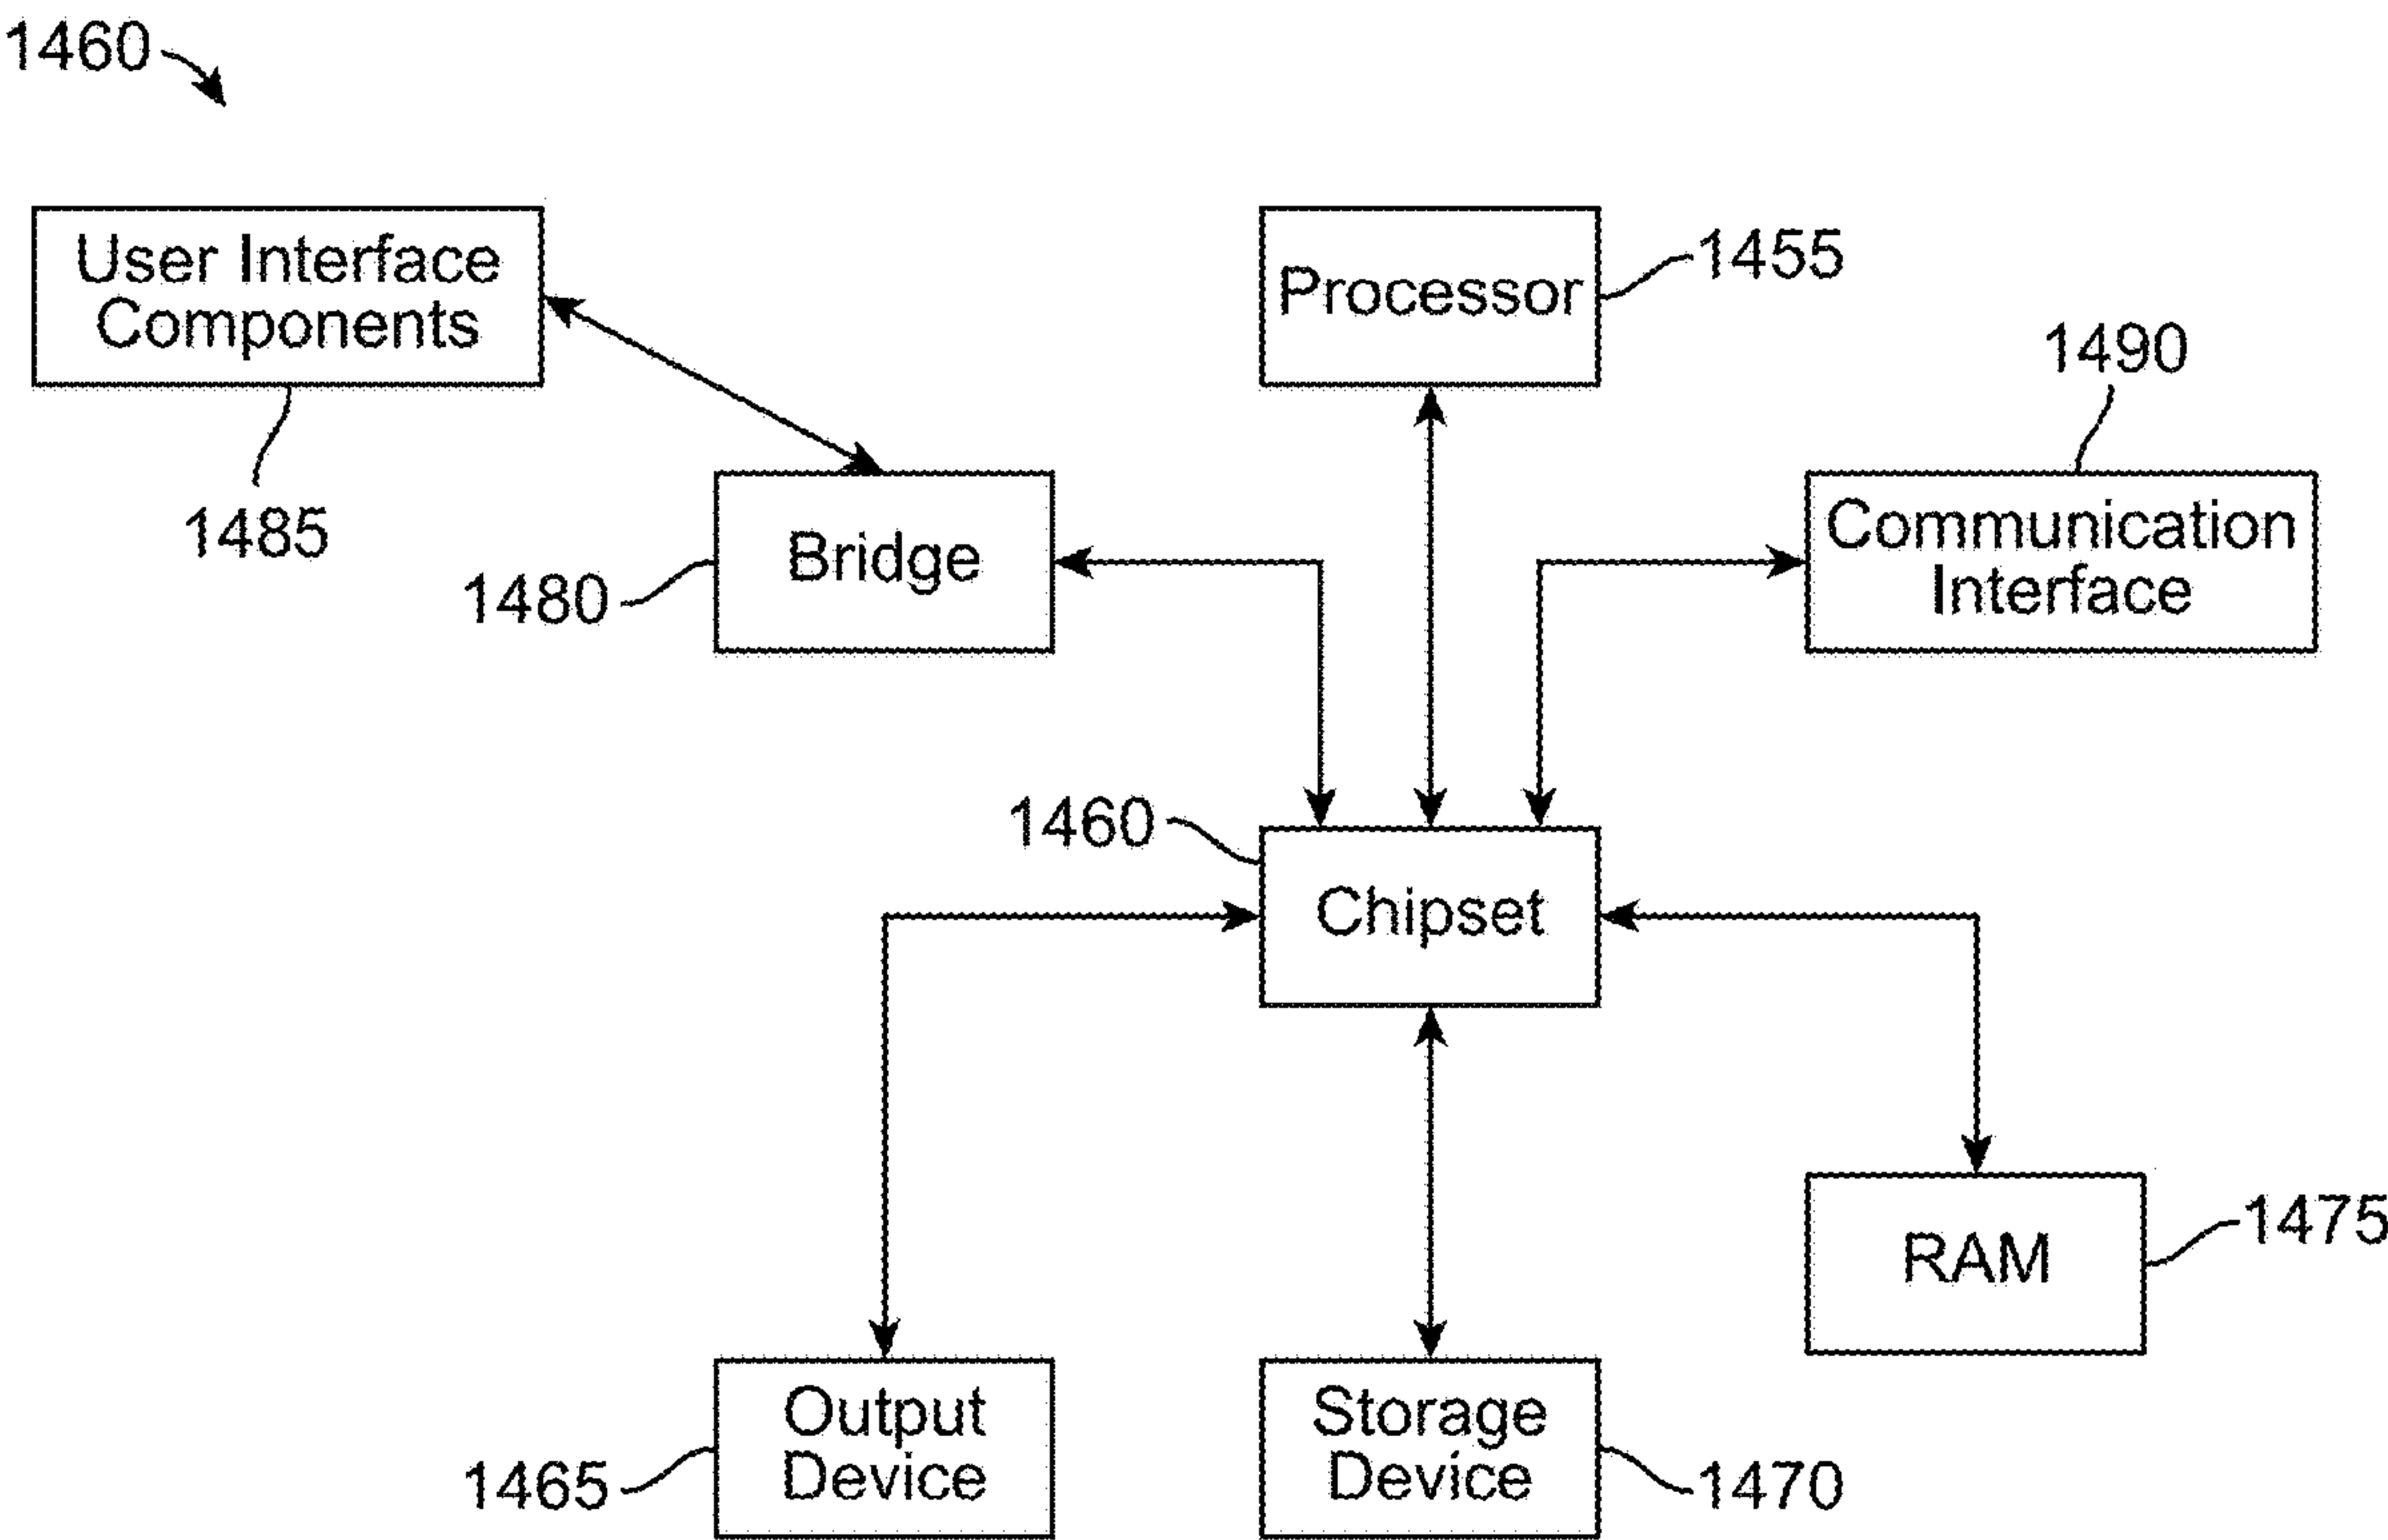 1460
User Interface
Components
1485
Processor
1455
1490
Communication
Interface
Bridge
1480
1460
Chipset
RAM
1475
Output
Device
1465
Storage
Device
1470